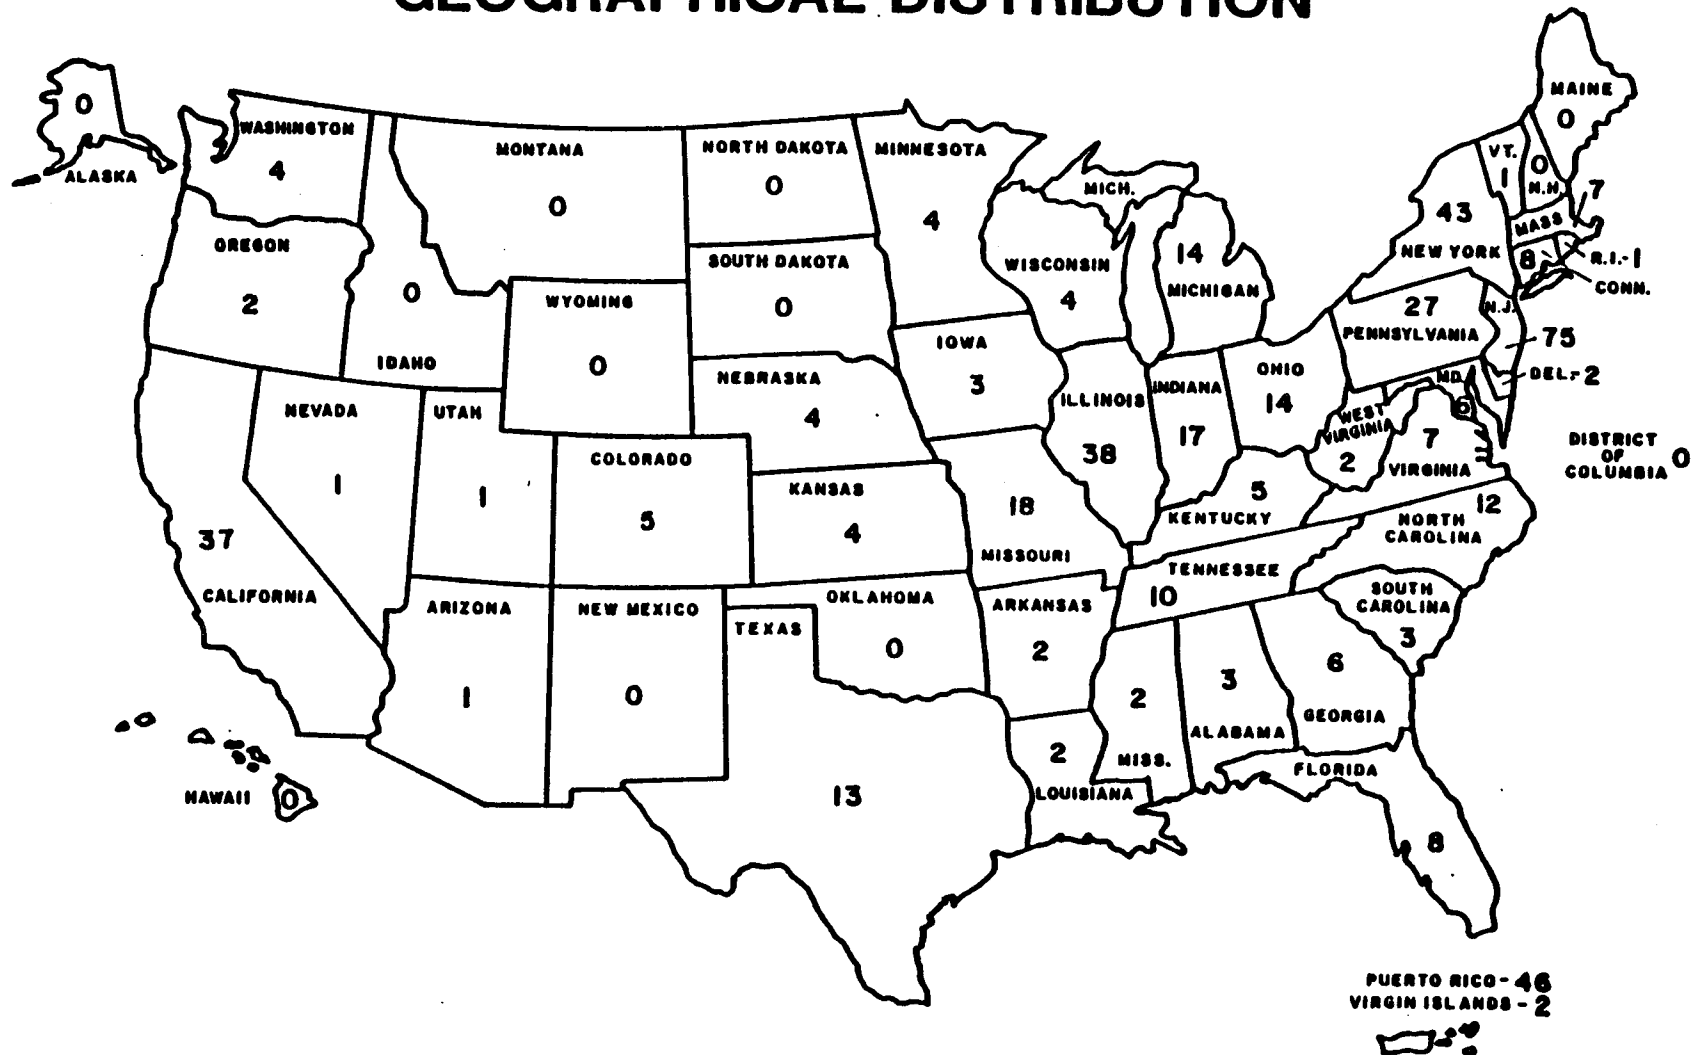 GEOGRAPHICAL DISTRIBUTION
0
ALASKA
WASHINGTON
4
OREGON
2
IDAHO
0
MONTANA
0
WYOMING
0
NORTH DAKOTA
0
SOUTH DAKOTA
0
NEBRASKA
4
KANSAS
4
MINNESOTA
4
IOWA
3
MISSOURI
18
WISCONSIN
4
MICH.
14
MICHIGAN
ILLINOIS
38
INDIANA
17
OHIO
14
KENTUCKY
5
TENNESSEE
10
MAINE
0
VT.
1
0
N.H.
7
MASS
R.I.-1
8
CONN.
43
NEW YORK
27
PENNSYLVANIA
N.J.
75
DEL.-2
MD.
6
DISTRICT
OF
COLUMBIA 0
WEST
VIRGINIA
2
7
VIRGINIA
12
NORTH
CAROLINA
SOUTH
CAROLINA
3
6
GEORGIA
3
ALABAMA
2
MISS.
2
LOUISIANA
ARKANSAS
2
OKLAHOMA
0
TEXAS
13
NEW MEXICO
0
ARIZONA
1
COLORADO
5
UTAH
1
NEVADA
1
37
CALIFORNIA
HAWAII 0
FLORIDA
8
PUERTO RICO-46
VIRGIN ISLANDS-2